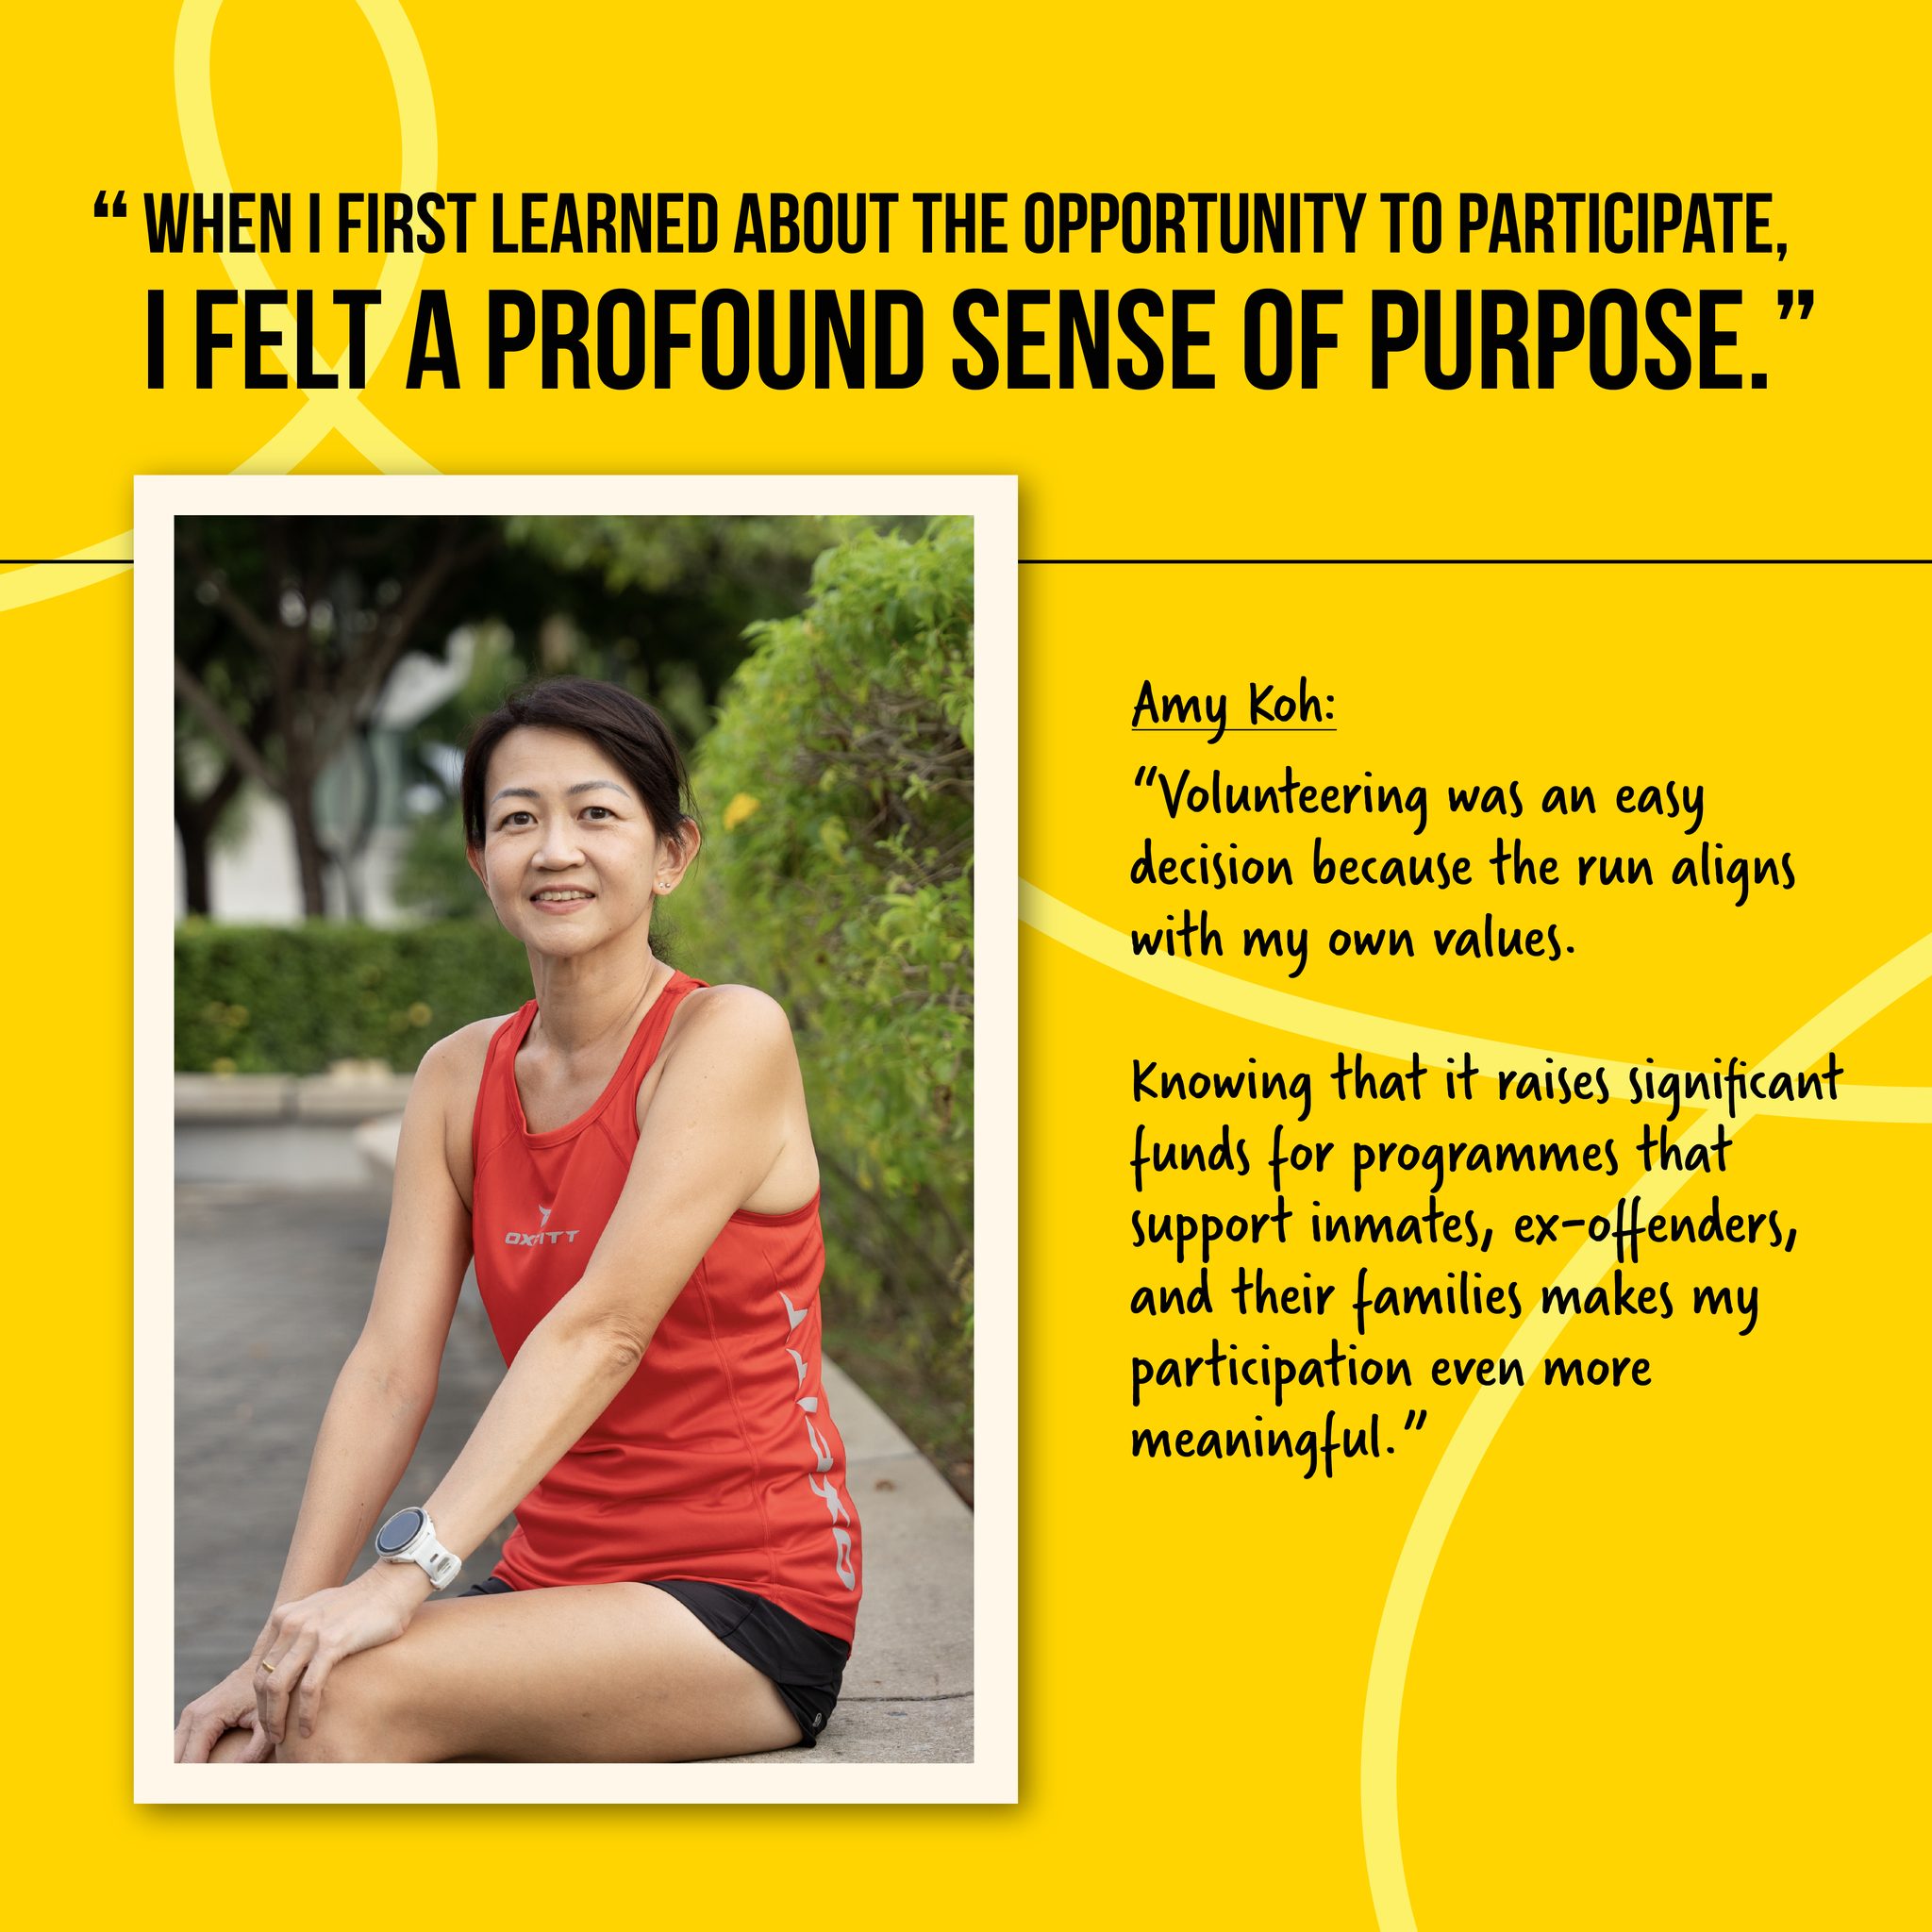 “ WHEN I FIRST LEARNED ABOUT THE OPPORTUNITY TO PARTICIPATE,
I FELT A PROFOUND SENSE OF PURPOSE.”
Amy Koh:
“Volunteering was an easy
decision because the run aligns
with my own values.
Knowing that it raises significant
funds for programmes that
support inmates, ex-offenders,
and their families makes my
participation even more
meaningful.”
OXFITT
OXFITT